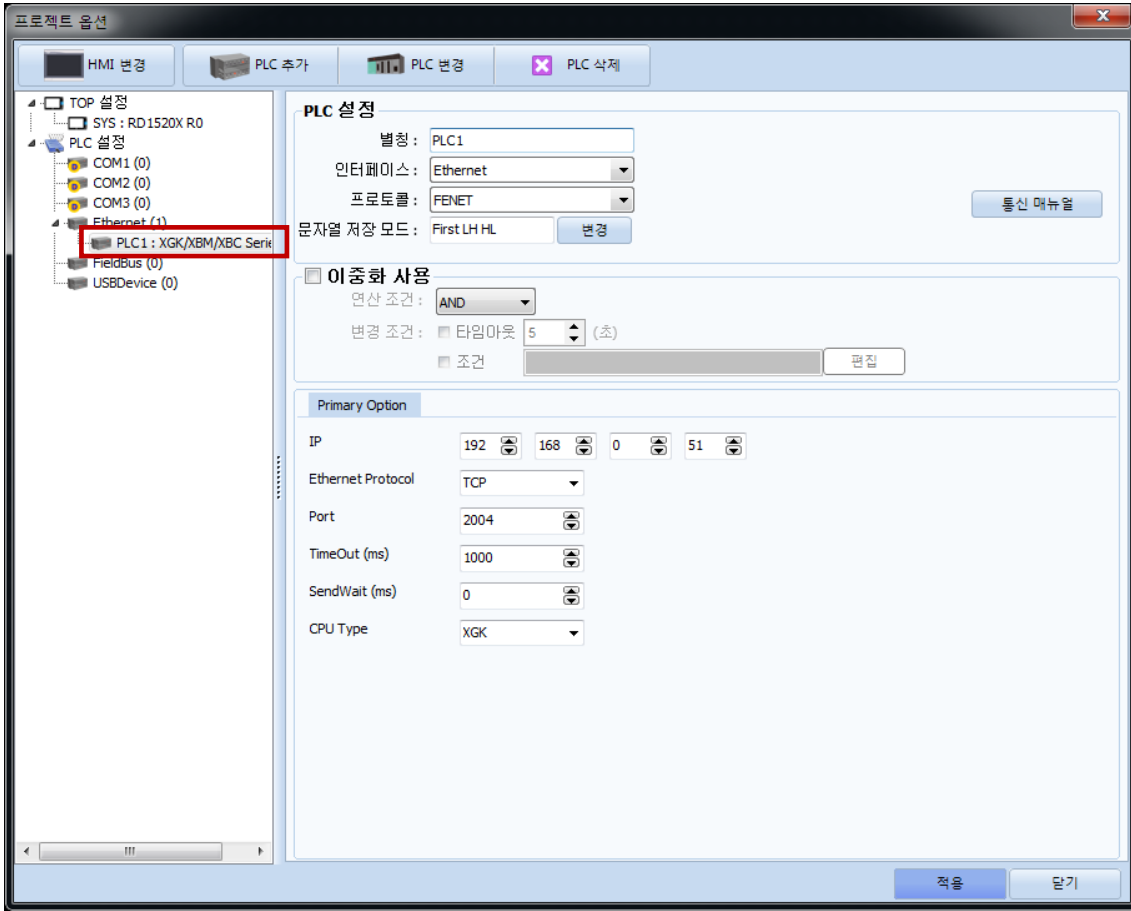 프로젝트 옵션
HMI 변경
PLC 추가
PLC 변경
PLC 삭제
TOP 설정
SYS : RD1520X R0
PLC 설정
COM1 (0)
COM2 (0)
COM3 (0)
Ethernet (1)
PLC1 : XGK/XBM/XBC Serie
FieldBus (0)
USBDevice (0)
PLC 설정
별칭 : PLC1
인터페이스 : Ethernet
프로토콜 : FENET
통신 매뉴얼
문자열 저장 모드 : First LH HL 변경
이중화 사용
연산 조건 : AND
변경 조건 : 타임아웃 5 (초)
조건 편집
Primary Option
IP 192 168 0 51
Ethernet Protocol TCP
Port 2004
TimeOut (ms) 1000
SendWait (ms) 0
CPU Type XGK
적용 닫기